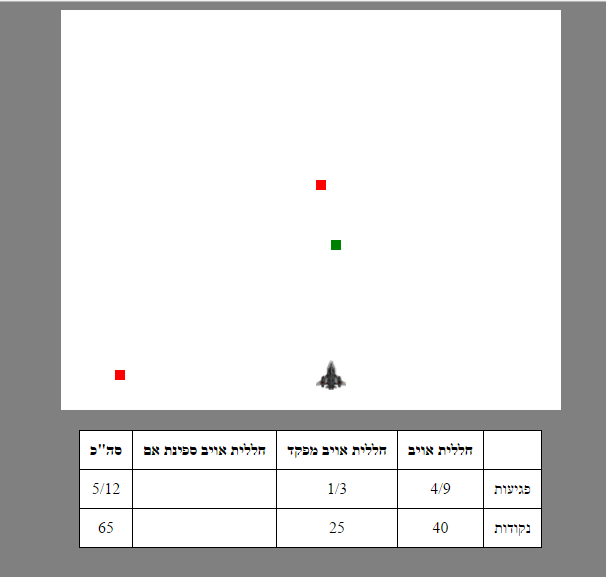 חללית אויב חללית אויב מפקד חללית אויב ספינת אם סה"כ
פגיעות 4/9 1/3 5/12
נקודות 40 25 65